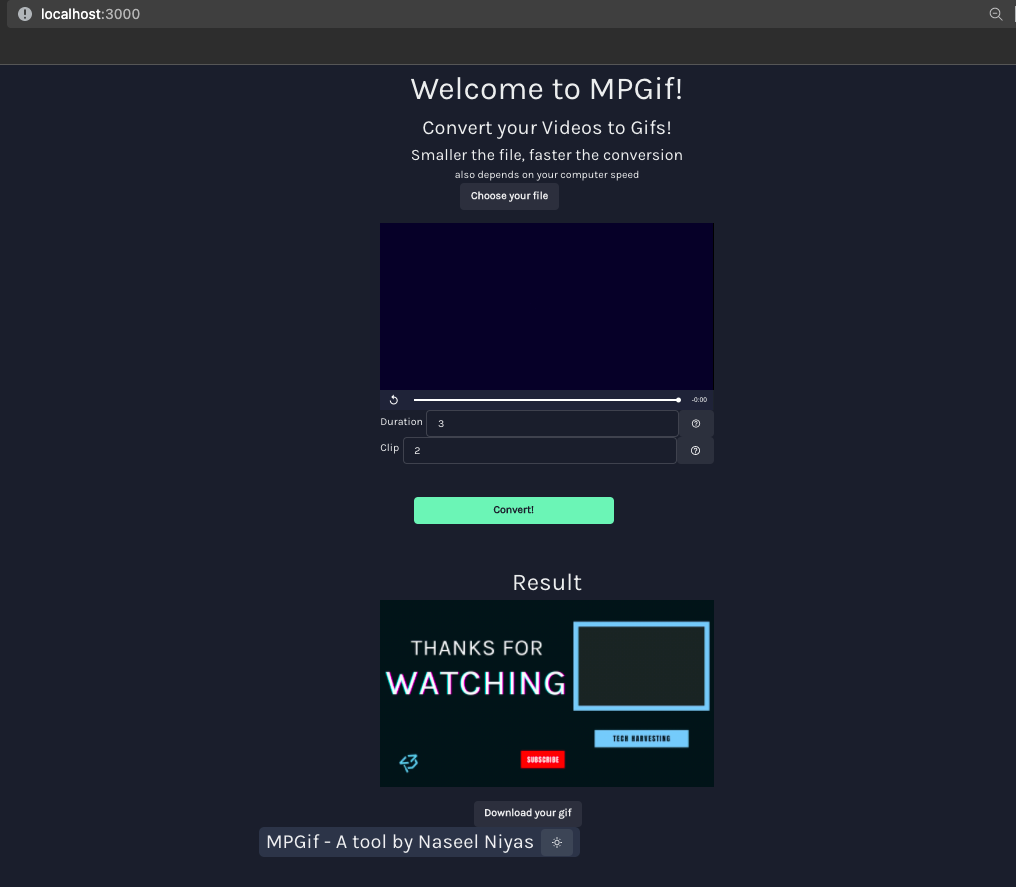 localhost:3000
Welcome to MPGif!
Convert your Videos to Gifs!
Smaller the file, faster the conversion
also depends on your computer speed
Choose your file
-0:00
Duration 3
Clip 2
Convert!
Result
THANKS FOR
WATCHING
TECH HARVESTING
SUBSCRIBE
Download your gif
MPGif - A tool by Naseel Niyas